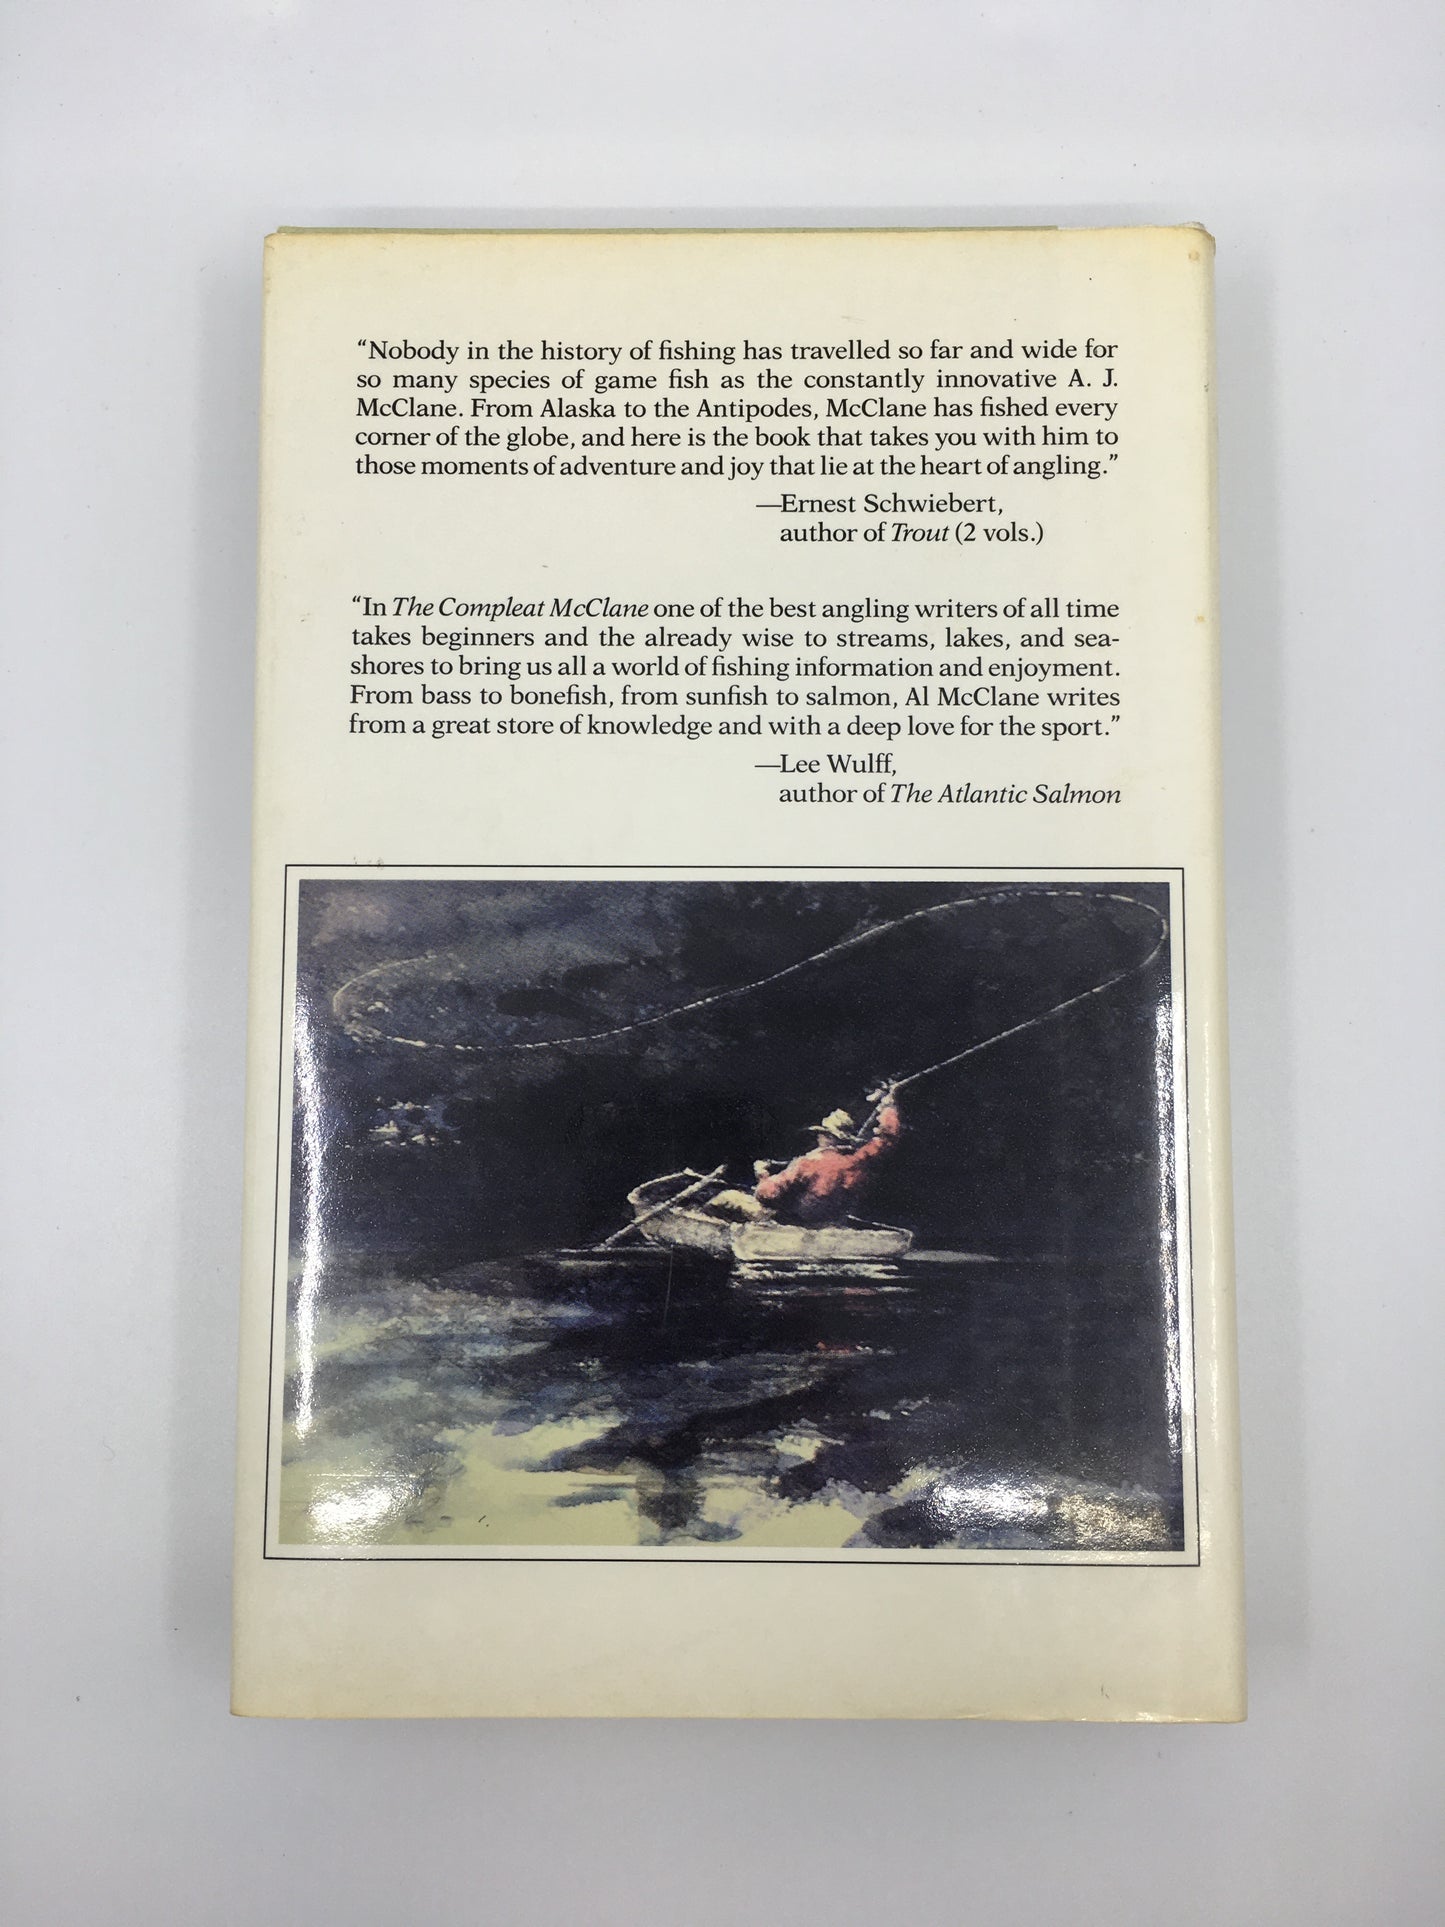 “Nobody in the history of fishing has travelled so far and wide for
so many species of game fish as the constantly innovative A. J.
McClane. From Alaska to the Antipodes, McClane has fished every
corner of the globe, and here is the book that takes you with him to
those moments of adventure and joy that lie at the heart of angling.”
—Ernest Schwiebert,
author of Trout (2 vols.)
“In The Compleat McClane one of the best angling writers of all time
takes beginners and the already wise to streams, lakes, and sea-
shores to bring us all a world of fishing information and enjoyment.
From bass to bonefish, from sunfish to salmon, Al McClane writes
from a great store of knowledge and with a deep love for the sport.”
—Lee Wulff,
author of The Atlantic Salmon